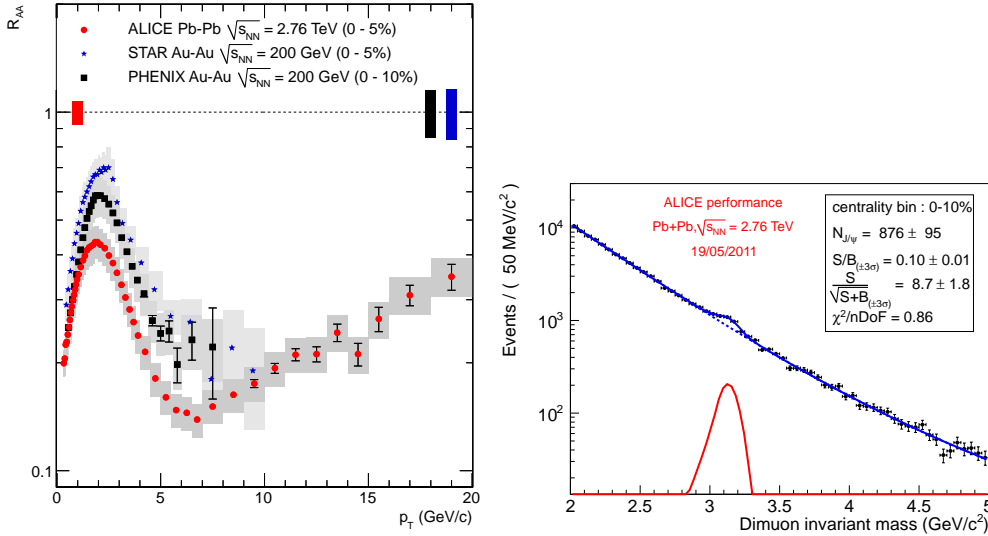 R_AA
ALICE Pb-Pb √s_NN = 2.76 TeV (0 - 5%)
STAR Au-Au √s_NN = 200 GeV (0 - 5%)
PHENIX Au-Au √s_NN = 200 GeV (0 - 10%)
1
0.1
0 5 10 15 20
p_T (GeV/c)
Events / ( 50 MeV/c²)
10⁴
10³
10²
ALICE performance
Pb+Pb,√s_NN = 2.76 TeV
19/05/2011
centrality bin : 0-10%
N_J/ψ = 876 ± 95
S/B_(±3σ) = 0.10 ± 0.01
S/√S+B_(±3σ) = 8.7 ± 1.8
χ²/nDoF = 0.86
2 2.5 3 3.5 4 4.5 5
Dimuon invariant mass (GeV/c²)